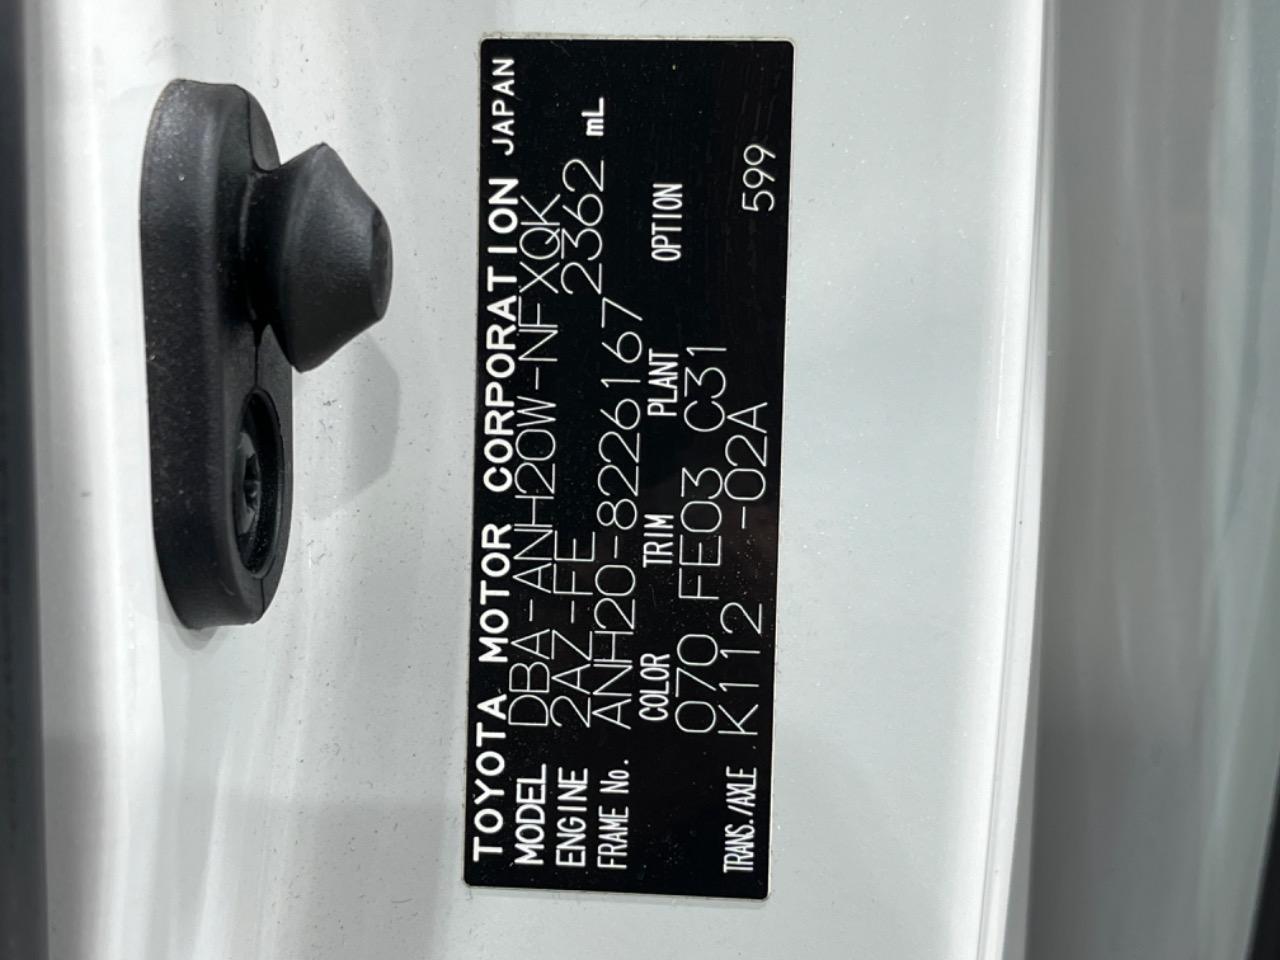 TOYOTA MOTOR CORPORATION JAPAN
MODEL DBA-ANH20W-NFXQK
ENGINE 2AZ-FE 2362 mL
FRAME No. ANH20-8226167
COLOR TRIM PLANT OPTION
070 FE03 C31
TRANS./AXLE K112 -02A 599